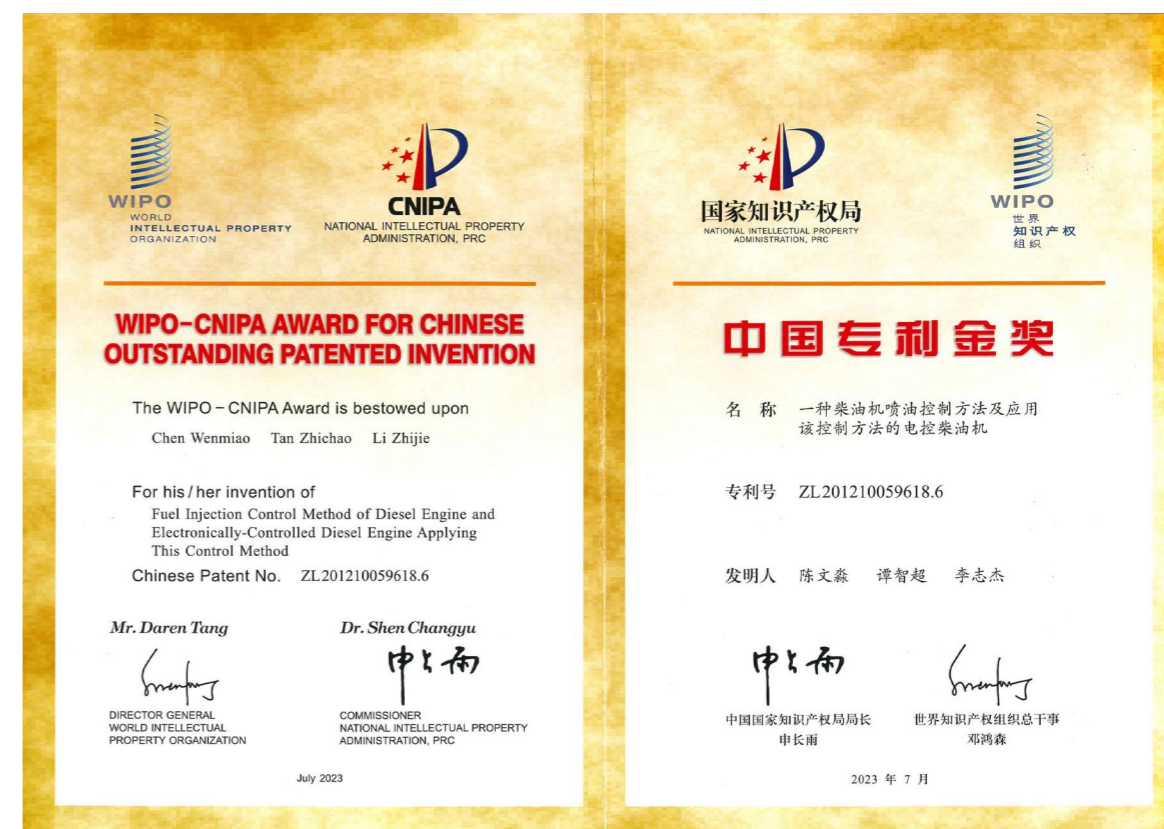 WIPO
WORLD
INTELLECTUAL PROPERTY
ORGANIZATION
CNIPA
NATIONAL INTELLECTUAL PROPERTY
ADMINISTRATION, PRC
WIPO-CNIPA AWARD FOR CHINESE
OUTSTANDING PATENTED INVENTION
The WIPO-CNIPA Award is bestowed upon
Chen Wenmiao Tan Zhichao Li Zhijie
For his/her invention of
Fuel Injection Control Method of Diesel Engine and
Electronically-Controlled Diesel Engine Applying
This Control Method
Chinese Patent No. ZL201210059618.6
Mr. Daren Tang Dr. Shen Changyu
DIRECTOR GENERAL
WORLD INTELLECTUAL
PROPERTY ORGANIZATION
申长雨
COMMISSIONER
NATIONAL INTELLECTUAL PROPERTY
ADMINISTRATION, PRC
July 2023
国家知识产权局
NATIONAL INTELLECTUAL PROPERTY
ADMINISTRATION, PRC
WIPO
世界
知识产权
组织
中国专利金奖
名 称 一种柴油机喷油控制方法及应用
该控制方法的电控柴油机
专利号 ZL201210059618.6
发明人 陈文淼 谭智超 李志杰
申长雨
中国国家知识产权局局长
申长雨
世界知识产权组织总干事
邓鸿森
2023 年 7 月